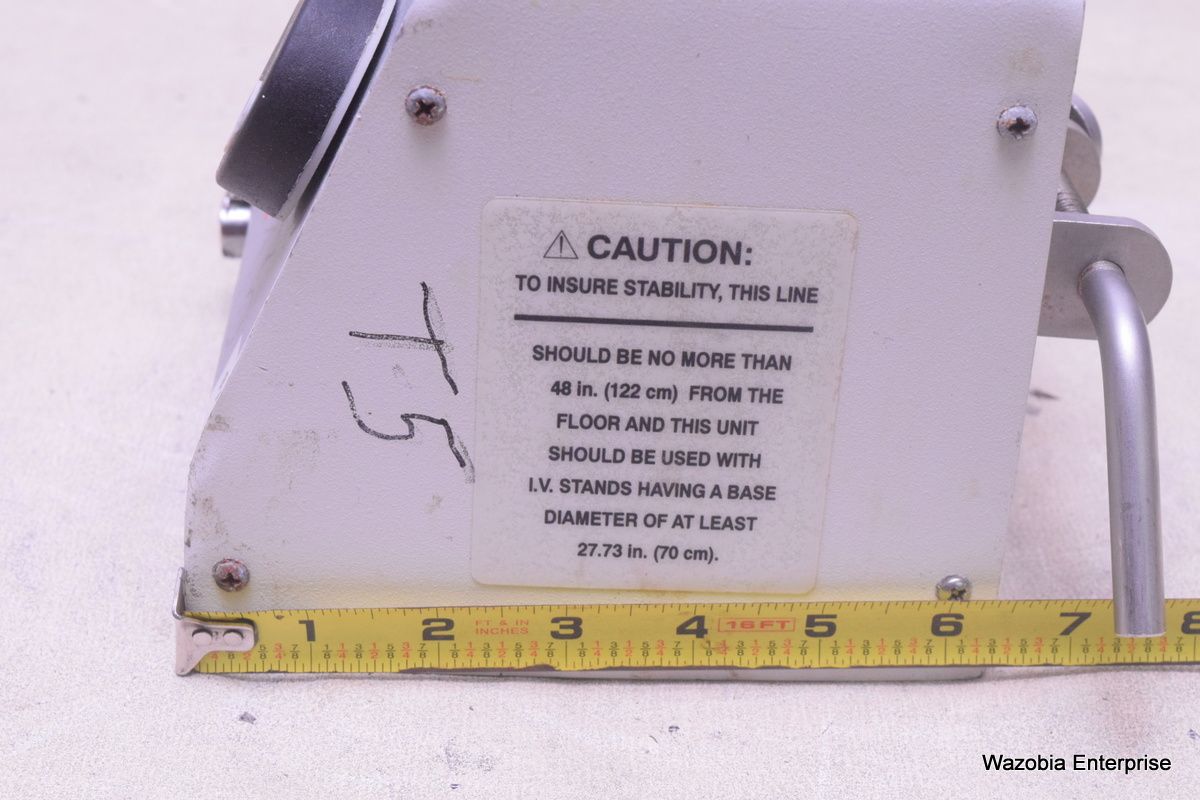 ⚠ CAUTION:
TO INSURE STABILITY, THIS LINE
SHOULD BE NO MORE THAN
48 in. (122 cm) FROM THE
FLOOR AND THIS UNIT
SHOULD BE USED WITH
I.V. STANDS HAVING A BASE
DIAMETER OF AT LEAST
27.73 in. (70 cm).
1 2 FT & IN
INCHES 3 4 16FT 5 6 7 8
Wazobia Enterprise